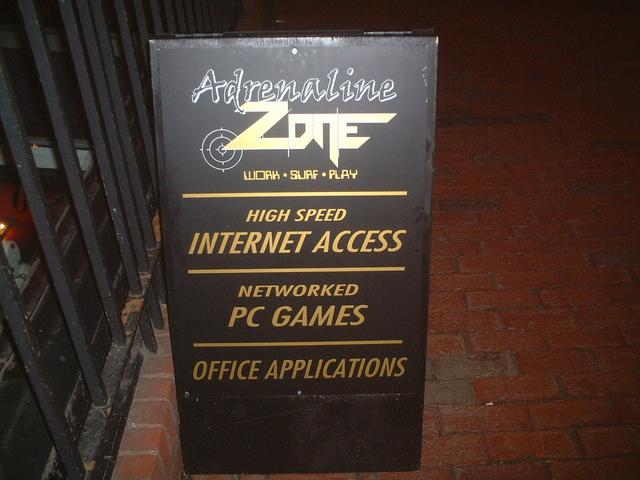 Adrenaline
Zone
WORK • SURF • PLAY
HIGH SPEED
INTERNET ACCESS
NETWORKED
PC GAMES
OFFICE APPLICATIONS